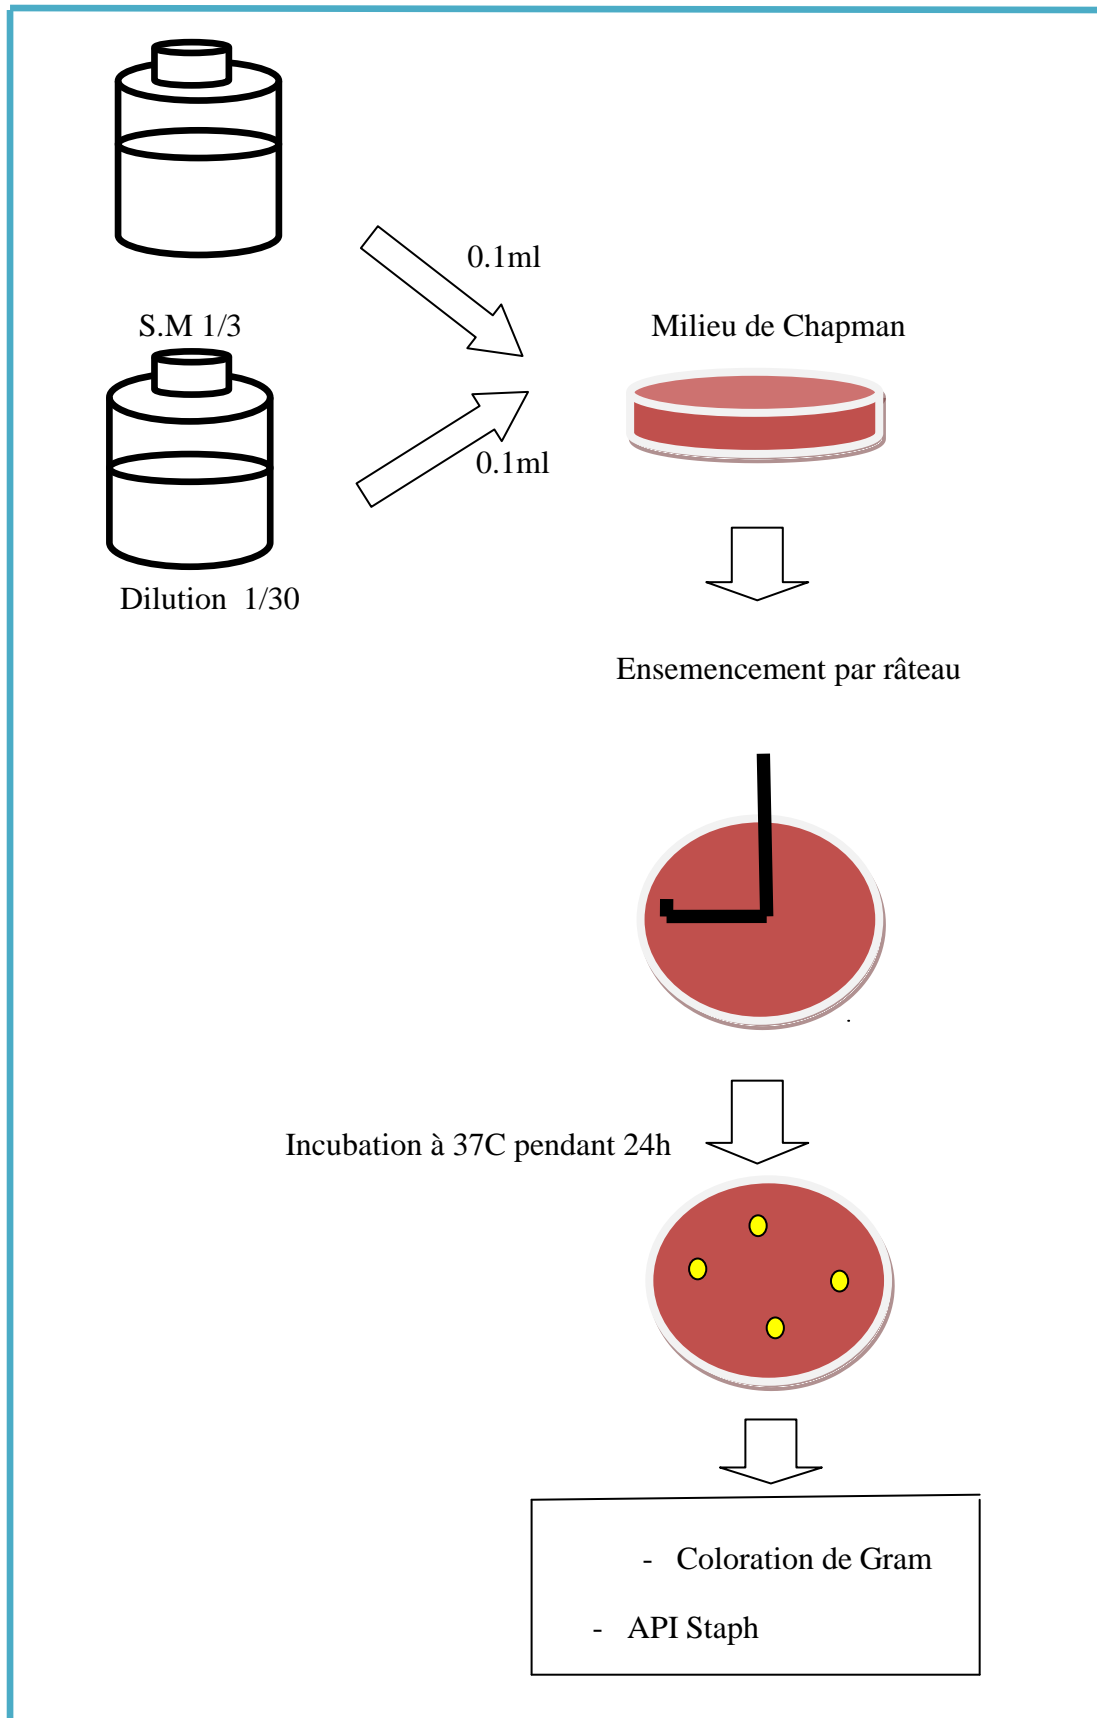 0.1ml
S.M 1/3
Milieu de Chapman
0.1ml
Dilution 1/30
Ensemencement par râteau
Incubation à 37C pendant 24h
- Coloration de Gram
- API Staph